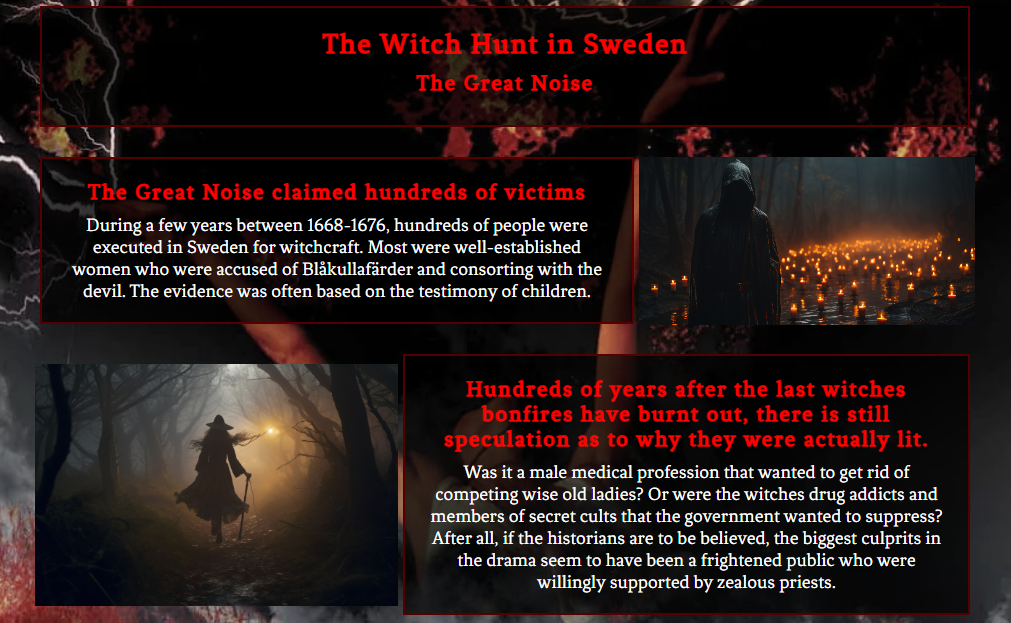 The Witch Hunt in Sweden
The Great Noise
The Great Noise claimed hundreds of victims
During a few years between 1668-1676, hundreds of people were
executed in Sweden for witchcraft. Most were well-established
women who were accused of Blåkullafärder and consorting with the
devil. The evidence was often based on the testimony of children.
Hundreds of years after the last witches
bonfires have burnt out, there is still
speculation as to why they were actually lit.
Was it a male medical profession that wanted to get rid of
competing wise old ladies? Or were the witches drug addicts and
members of secret cults that the government wanted to suppress?
After all, if the historians are to be believed, the biggest culprits in
the drama seem to have been a frightened public who were
willingly supported by zealous priests.